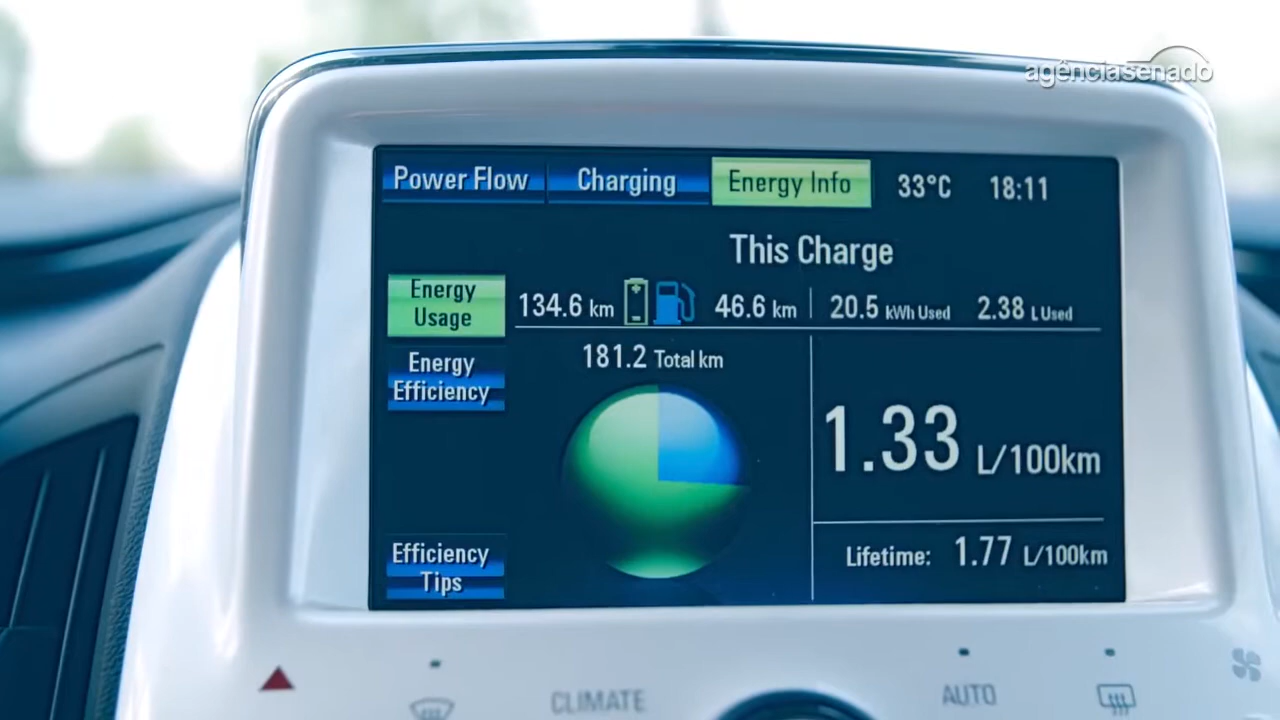 agênciasenado
Power Flow Charging Energy Info 33°C 18:11
This Charge
Energy Usage
134.6 km 46.6 km 20.5 kWh Used 2.38 L Used
Energy Efficiency
181.2 Total km
1.33 L/100km
Efficiency Tips
Lifetime: 1.77 L/100km
CLIMATE AUTO